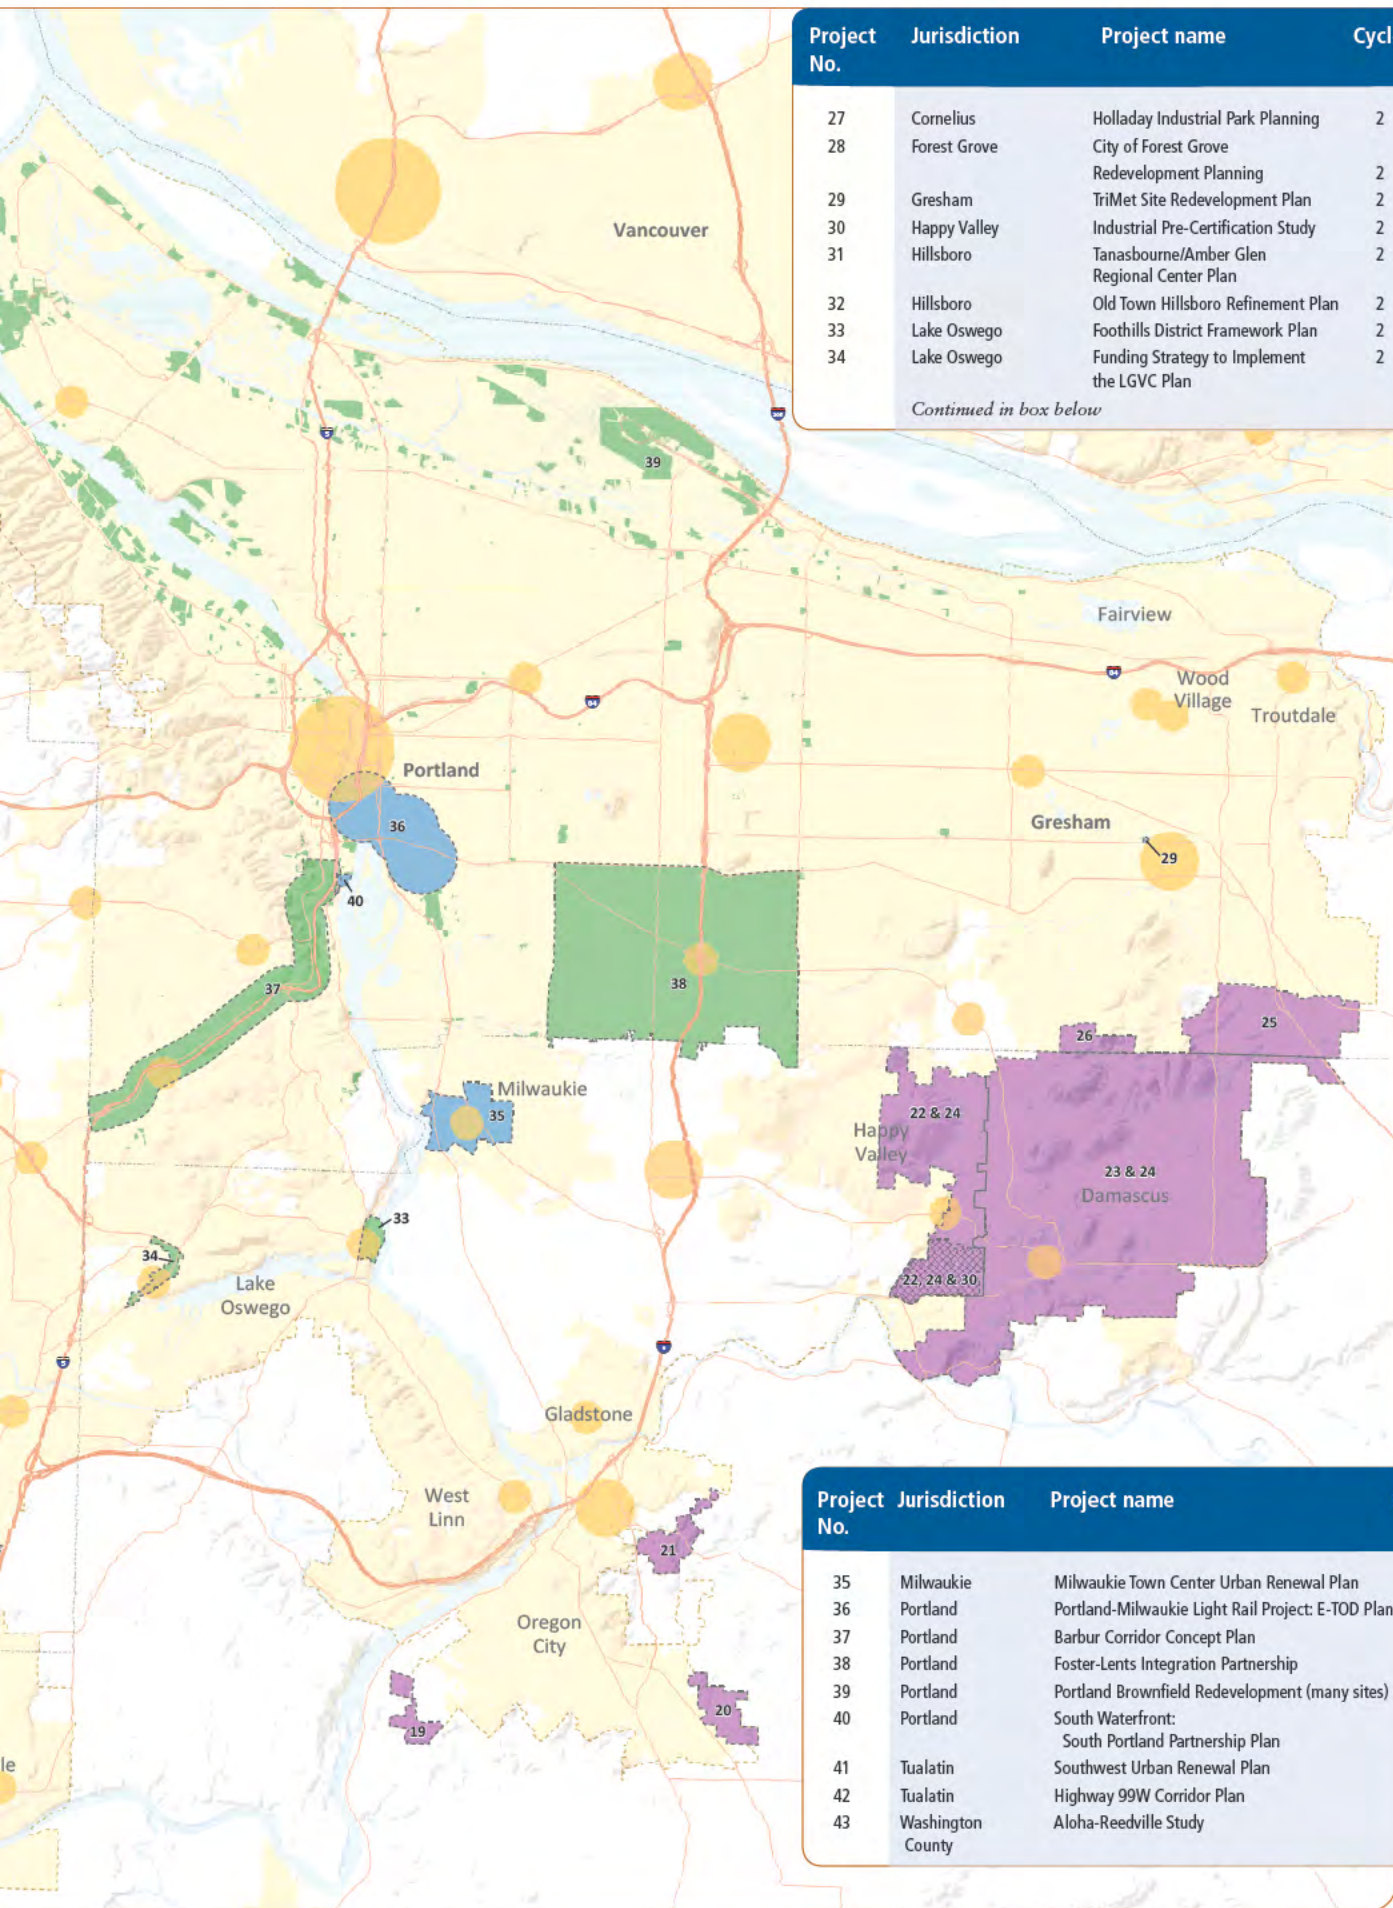 Project Jurisdiction Project name Cycl
No.
27 Cornelius Holladay Industrial Park Planning 2
28 Forest Grove City of Forest Grove
Redevelopment Planning 2
29 Gresham TriMet Site Redevelopment Plan 2
30 Happy Valley Industrial Pre-Certification Study 2
31 Hillsboro Tanasbourne/Amber Glen 2
Regional Center Plan
32 Hillsboro Old Town Hillsboro Refinement Plan 2
33 Lake Oswego Foothills District Framework Plan 2
34 Lake Oswego Funding Strategy to Implement 2
the LGVC Plan
Continued in box below
Vancouver
5
39
Fairview
84
Wood
Village
84
Troutdale
Portland
36
Gresham
29
40
37
38
25
26
Milwaukie
35
22 & 24
Happy
Valley
23 & 24
Damascus
33
34
Lake
Oswego
22, 24 & 30
5
Gladstone
West
Linn
21
Oregon
City
20
19
le
Project Jurisdiction Project name
No.
35 Milwaukie Milwaukie Town Center Urban Renewal Plan
36 Portland Portland-Milwaukie Light Rail Project: E-TOD Plan
37 Portland Barbur Corridor Concept Plan
38 Portland Foster-Lents Integration Partnership
39 Portland Portland Brownfield Redevelopment (many sites)
40 Portland South Waterfront:
South Portland Partnership Plan
41 Tualatin Southwest Urban Renewal Plan
42 Tualatin Highway 99W Corridor Plan
43 Washington Aloha-Reedville Study
County